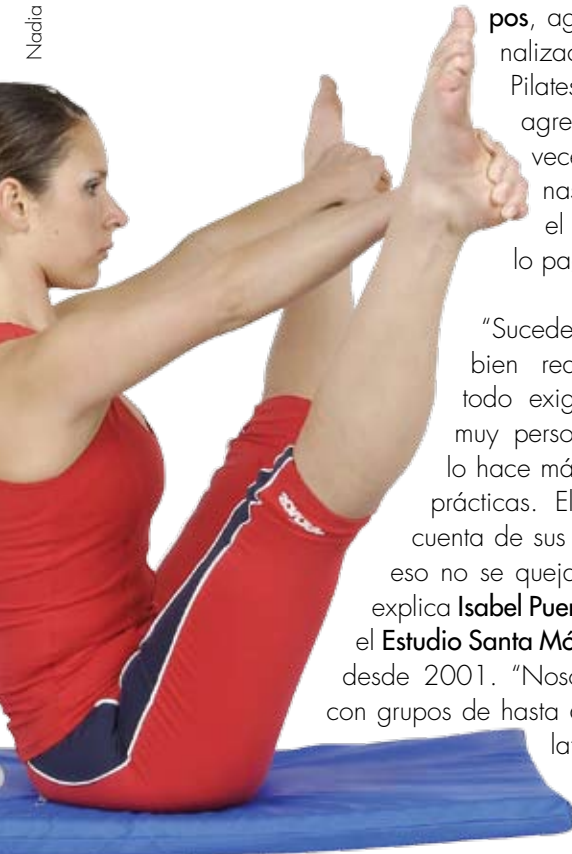 Nadia
pos, ag
nalizad
Pilates
agre
vece
nas
el
lo pa
"Sucede
bien rec
todo exig
muy perso
lo hace má
prácticas. El
cuenta de sus
eso no se queja
explica Isabel Puer
el Estudio Santa Mó
desde 2001. "Noso
con grupos de hasta
la